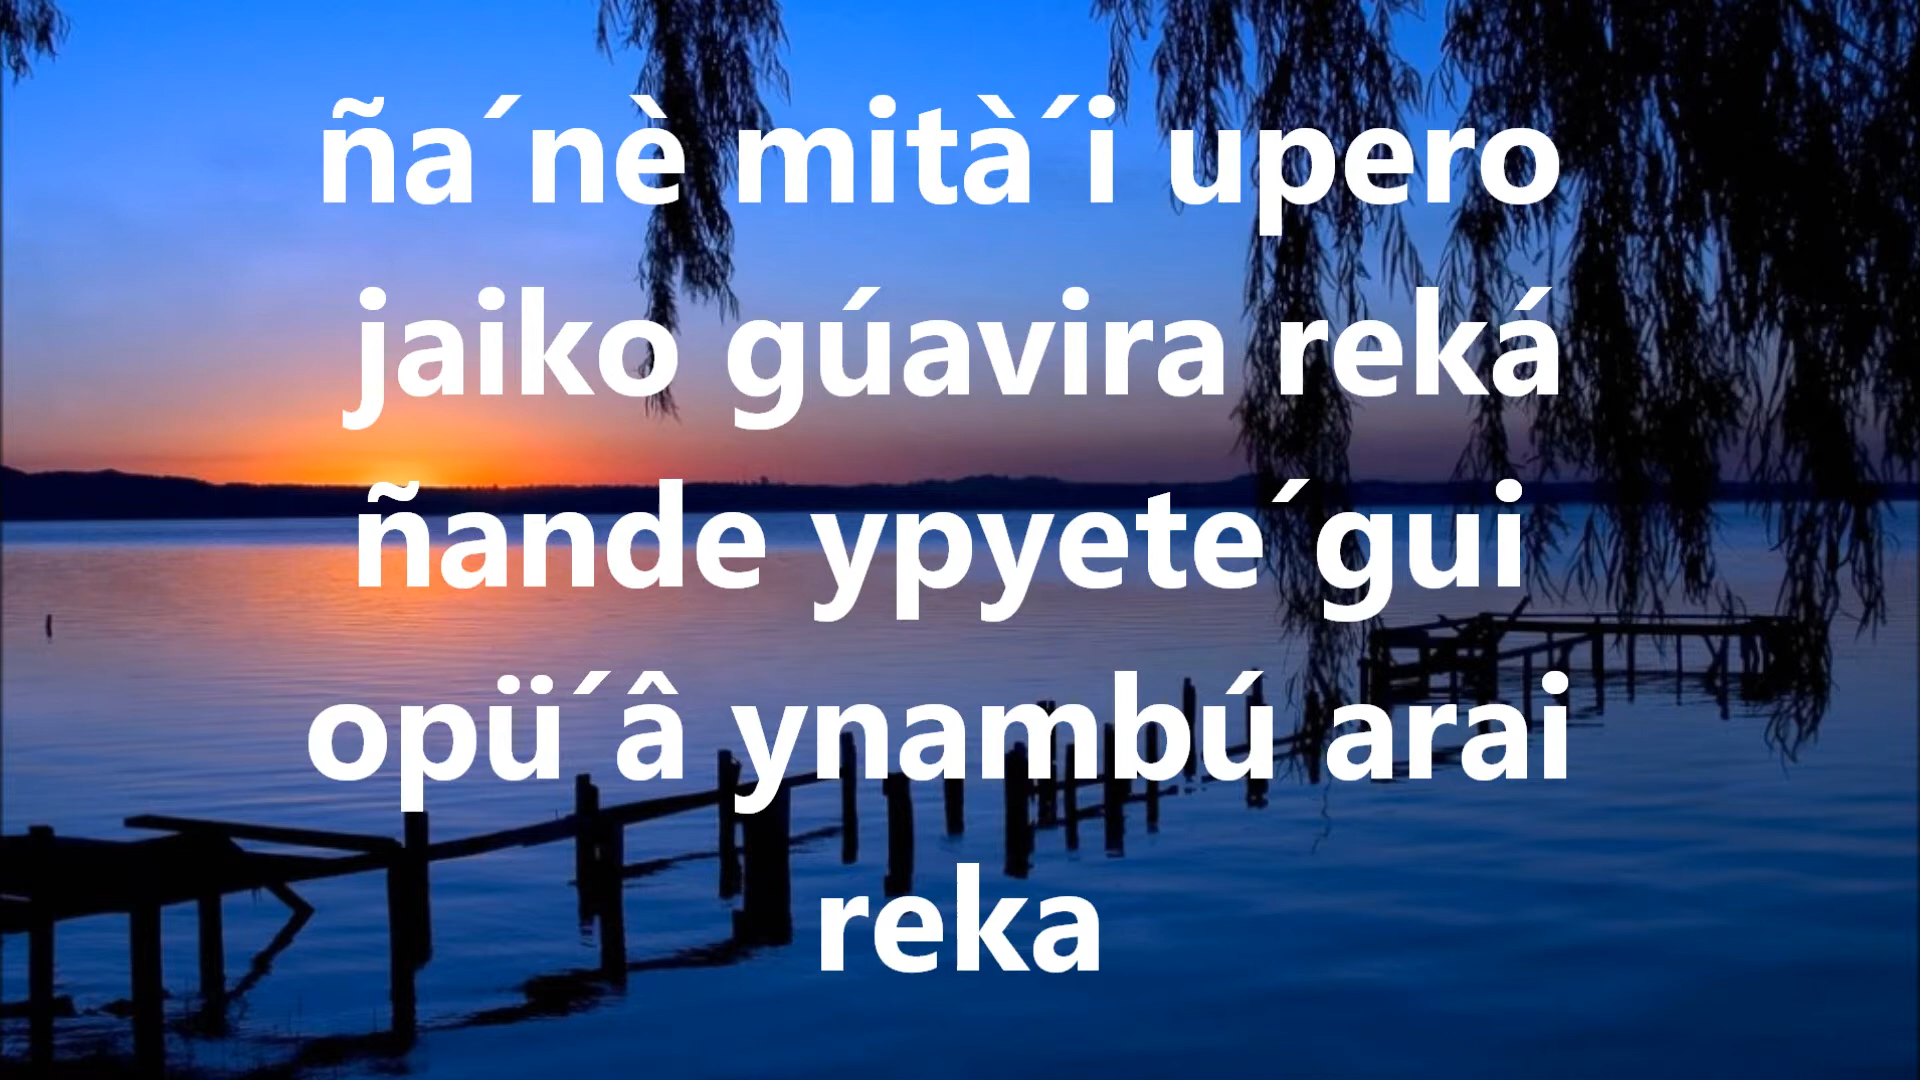 ña´nè mità´i upero
jaiko gúavira reká
ñande ypyete´gui
opü´â ynambú arai
reka